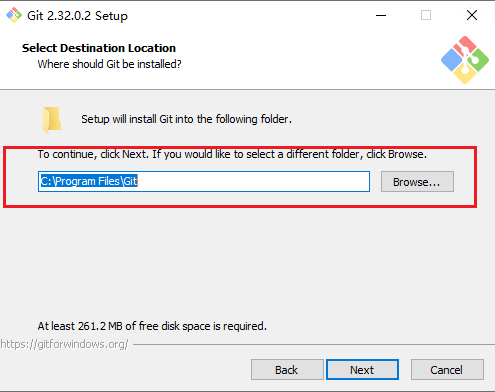 Git 2.32.0.2 Setup
Select Destination Location
Where should Git be installed?
Setup will install Git into the following folder.
To continue, click Next. If you would like to select a different folder, click Browse.
C:\Program Files\Git
Browse...
At least 261.2 MB of free disk space is required.
https://gitforwindows.org/
Back
Next
Cancel